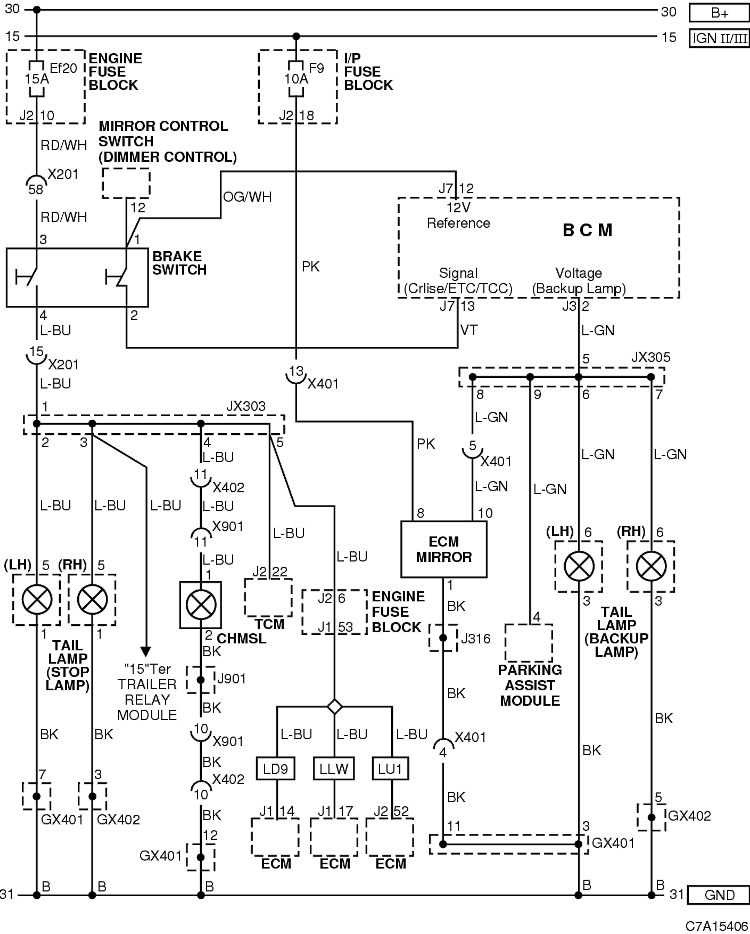 30
30 B+
15
15 IGN II/III
Ef20
15A
ENGINE
FUSE
BLOCK
J2 10
F9
10A
I/P
FUSE
BLOCK
J2 18
RD/WH
MIRROR CONTROL
SWITCH
(DIMMER CONTROL)
X201
58
RD/WH
12
OG/WH
J7 12
12V
Reference
B C M
3
1
BRAKE
SWITCH
PK
Signal
(Crlise/ETC/TCC)
Voltage
(Backup Lamp)
4
2
J7 13
J3 2
L-BU
VT
L-GN
15
X201
L-BU
13
X401
5
JX305
8
9
6
7
1
JX303
2
3
4
5
L-GN
L-BU
PK
5
X401
L-GN
L-GN
11
X402
L-GN
L-GN
L-BU
L-BU
L-BU
L-BU
X901
11
8
10
L-BU
L-BU
L-BU
ECM
MIRROR
(LH)
6
(RH)
6
(LH)
5
(RH)
5
1
J2 22
TCM
1
J2 6
J1 53
ENGINE
FUSE
BLOCK
3
3
BK
4
1
1
2
CHMSL
J316
TAIL
LAMP
(STOP
LAMP)
BK
TAIL
LAMP
(BACKUP
LAMP)
"15"Ter
TRAILER
RELAY
MODULE
J901
BK
PARKING
ASSIST
MODULE
BK
BK
BK
10
X901
L-BU
L-BU
L-BU
X401
4
BK
BK
BK
LD9
LLW
LU1
7
3
X402
10
BK
5
GX401
GX402
BK
J1 14
J1 17
J2 52
GX402
12
11
3
GX401
GX401
ECM
ECM
ECM
31
B
B
B
B
B
31 GND
C7A15406